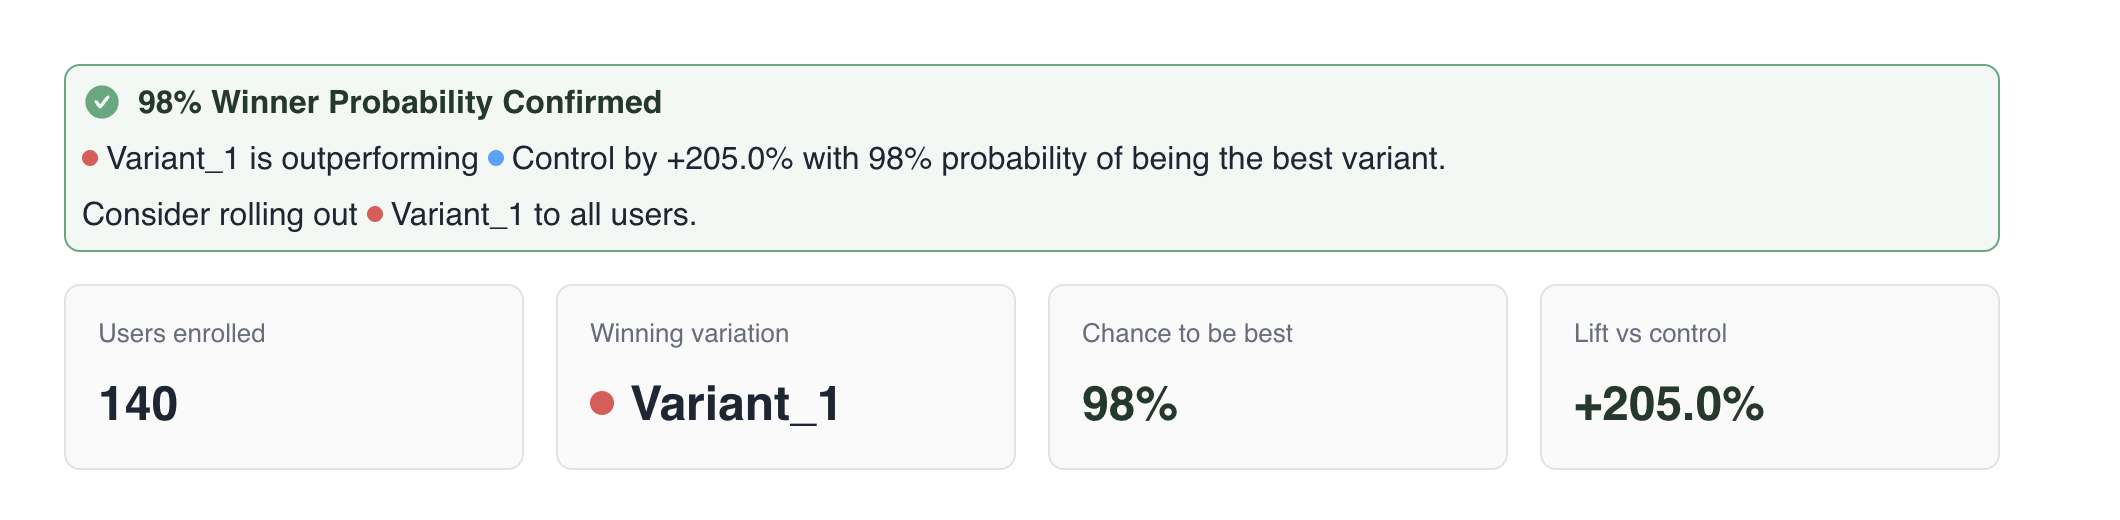 98% Winner Probability Confirmed
Variant_1 is outperforming Control by +205.0% with 98% probability of being the best variant.
Consider rolling out Variant_1 to all users.
Users enrolled
140
Winning variation
Variant_1
Chance to be best
98%
Lift vs control
+205.0%